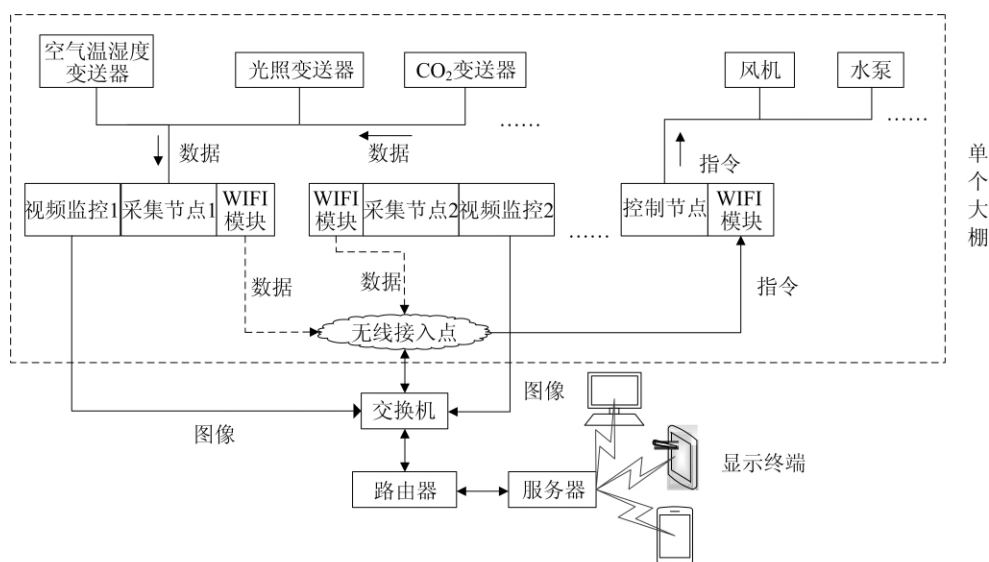 空气温湿度
变送器
光照变送器
CO₂变送器
风机
水泵
……
……
数据
数据
指令
单个大棚
视频监控1
采集节点1
WIFI
模块
WIFI
模块
采集节点2
视频监控2
……
控制节点
WIFI
模块
数据
数据
指令
无线接入点
图像
交换机
图像
路由器
服务器
显示终端